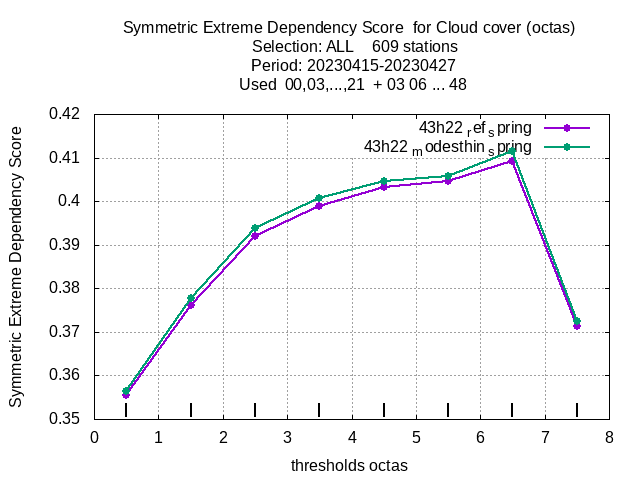 Symmetric Extreme Dependency Score  for Cloud cover (octas)
Selection: ALL    609 stations
Period: 20230415-20230427
Used  00,03,...,21  + 03 06 ... 48
Symmetric Extreme Dependency Score
0.42
0.41
0.4
0.39
0.38
0.37
0.36
0.35
43h22 ref spring
43h22 modesthin spring
0 1 2 3 4 5 6 7 8
thresholds octas